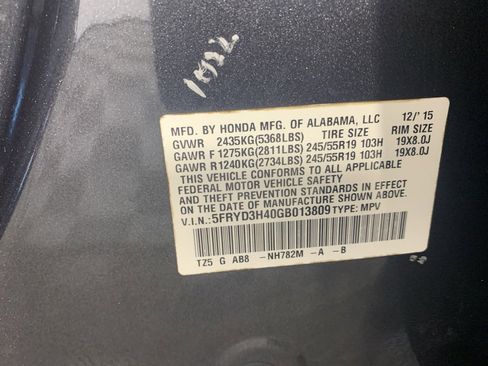 MFD. BY HONDA MFG. OF ALABAMA, LLC 12/'15
GVWR 2435KG(5368LBS) TIRE SIZE RIM SIZE
GAWR F 1275KG(2811LBS) 245/55R19 103H 19X8.0J
GAWR R1240KG(2734LBS) 245/55R19 103H 19X8.0J
THIS VEHICLE CONFORMS TO ALL APPLICABLE
FEDERAL MOTOR VEHICLE SAFETY AND THEFT
PREVENTION STANDARDS IN EFFECT ON THE DATE
OF MANUFACTURE SHOWN ABOVE.
V.I.N.: 5FRYD3H40GB013809 TYPE: MPV
TZ5 G AB8 -NH782M -A -B